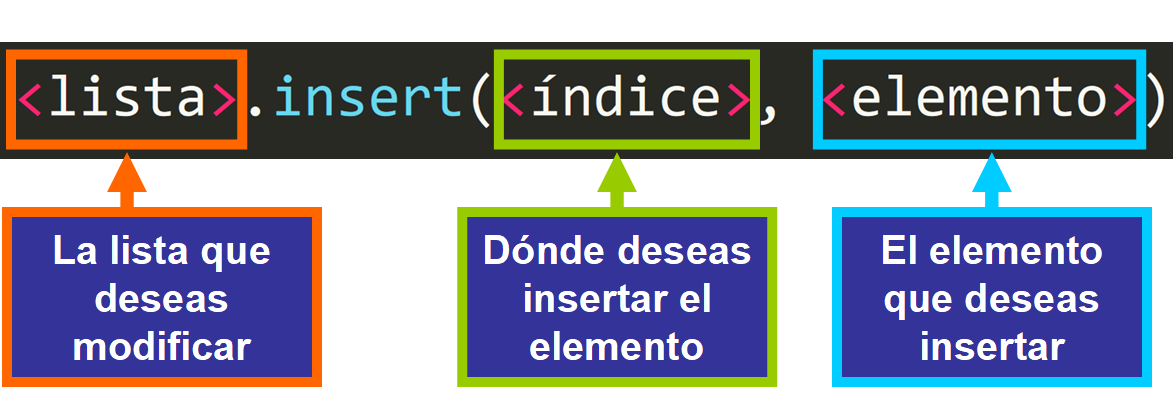 <lista>.insert(<índice>, <elemento>)
La lista que
deseas
modificar
Dónde deseas
insertar el
elemento
El elemento
que deseas
insertar